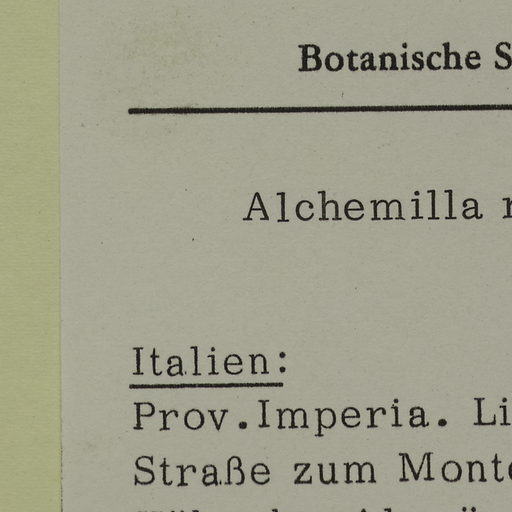 Botanische S
Alchemilla
Italien:
Prov.Imperia. Li
Straße zum Monte